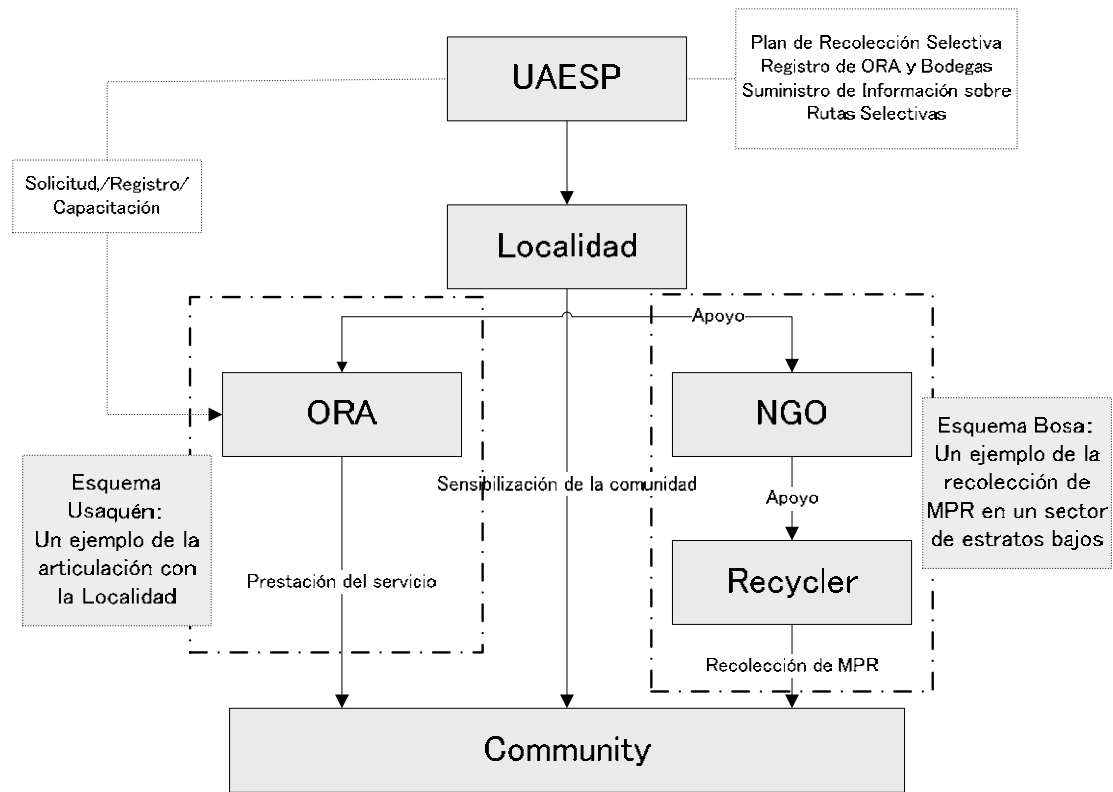 UAESP
Plan de Recolección Selectiva
Registro de ORA y Bodegas
Suministro de Información sobre
Rutas Selectivas
Solicitud,/Registro/
Capacitación
Localidad
Apoyo
ORA
NGO
Esquema
Usaquén:
Un ejemplo de la
articulación con
la Localidad
Esquema Bosa:
Un ejemplo de la
recolección de
MPR en un sector
de estratos bajos
Sensibilización de la comunidad
Apoyo
Prestación del servicio
Recycler
Recolección de MPR
Community